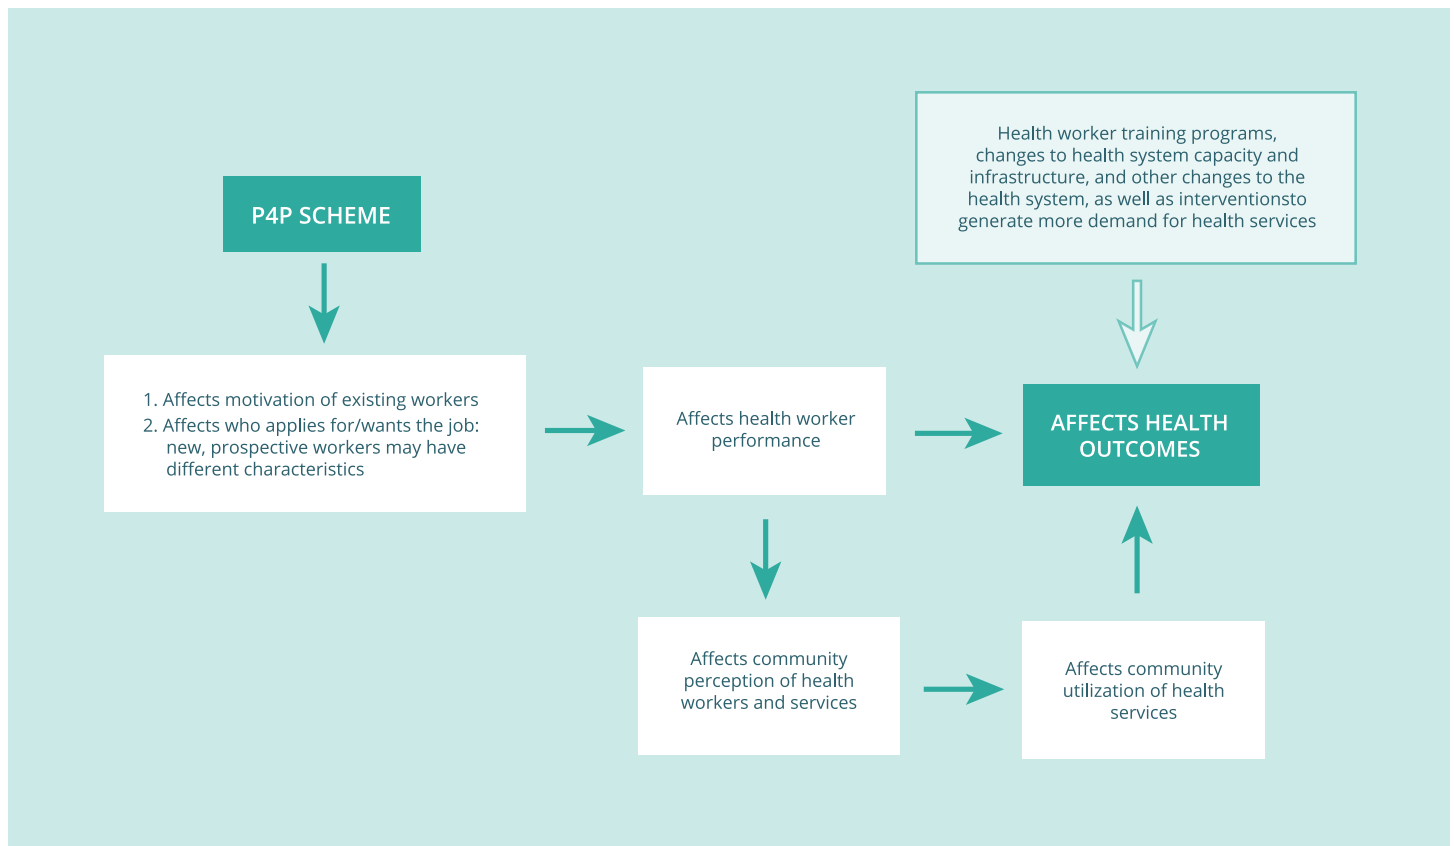 P4P SCHEME
Health worker training programs,
changes to health system capacity and
infrastructure, and other changes to the
health system, as well as interventionsto
generate more demand for health services
1. Affects motivation of existing workers
2. Affects who applies for/wants the job:
new, prospective workers may have
different characteristics
Affects health worker
performance
AFFECTS HEALTH
OUTCOMES
Affects community
perception of health
workers and services
Affects community
utilization of health
services